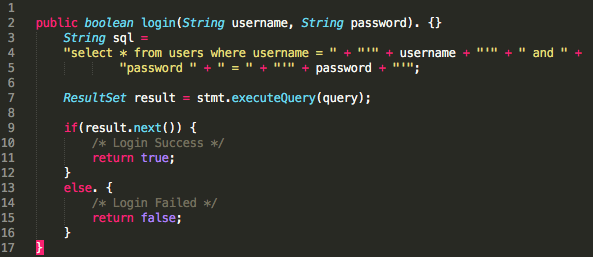 1
2 public boolean login(String username, String password). {}
3 String sql =
4 "select * from users where username = " + "'" + username + "'" + " and " +
5 "password " + " = " + "'" + password + "'";
6
7 ResultSet result = stmt.executeQuery(query);
8
9 if(result.next()) {
10 /* Login Success */
11 return true;
12 }
13 else. {
14 /* Login Failed */
15 return false;
16 }
17 }